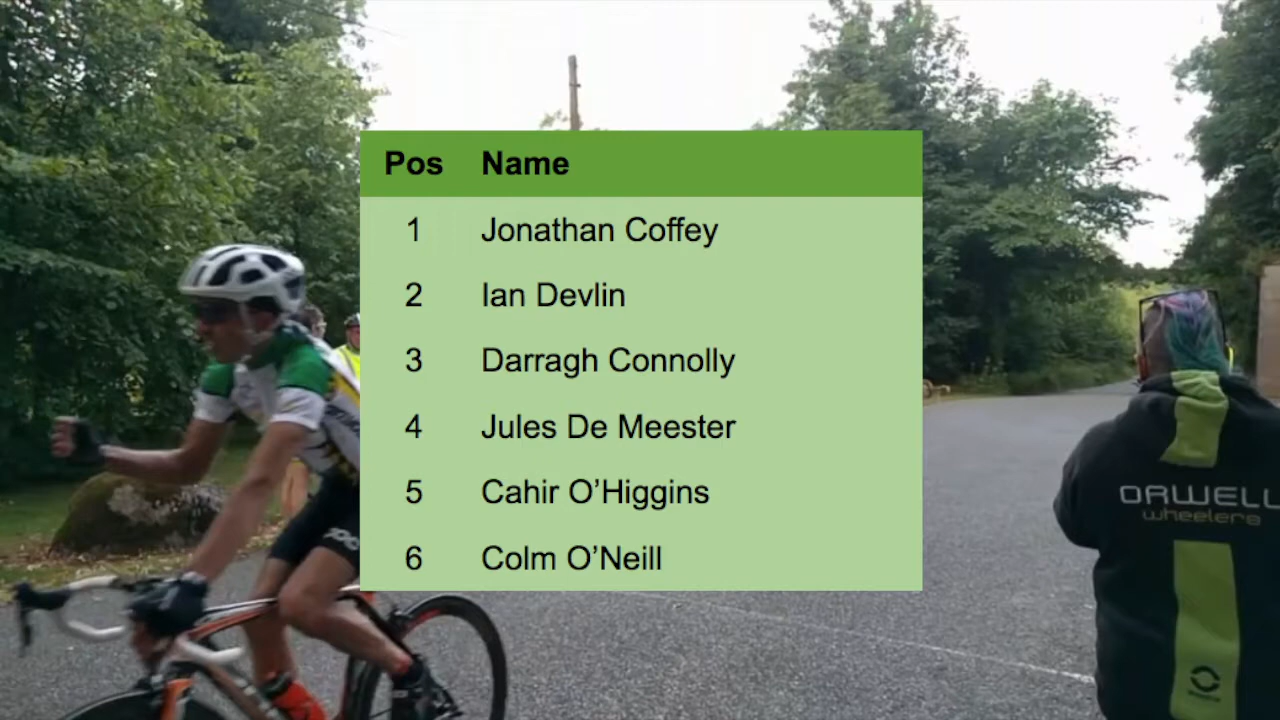 Pos Name
1 Jonathan Coffey
2 Ian Devlin
3 Darragh Connolly
4 Jules De Meester
5 Cahir O’Higgins
6 Colm O’Neill
ORWELL
wheelers